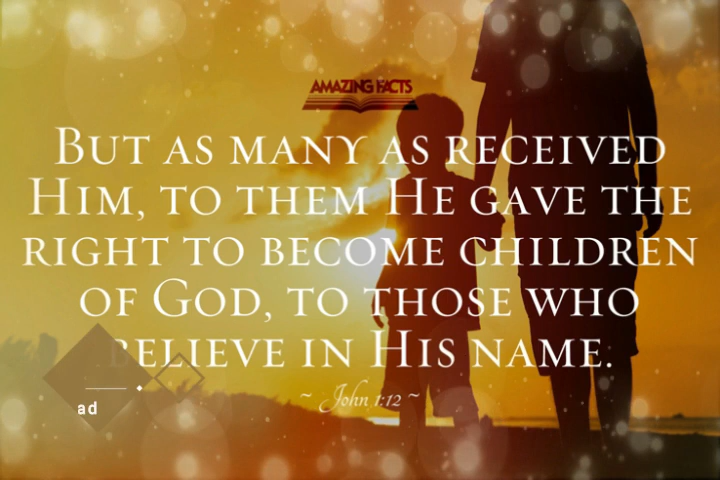 AMAZING FACTS
But as many as received
Him, to them He gave the
right to become children
of God, to those who
believe in His name.
~ John 1:12 ~
ad